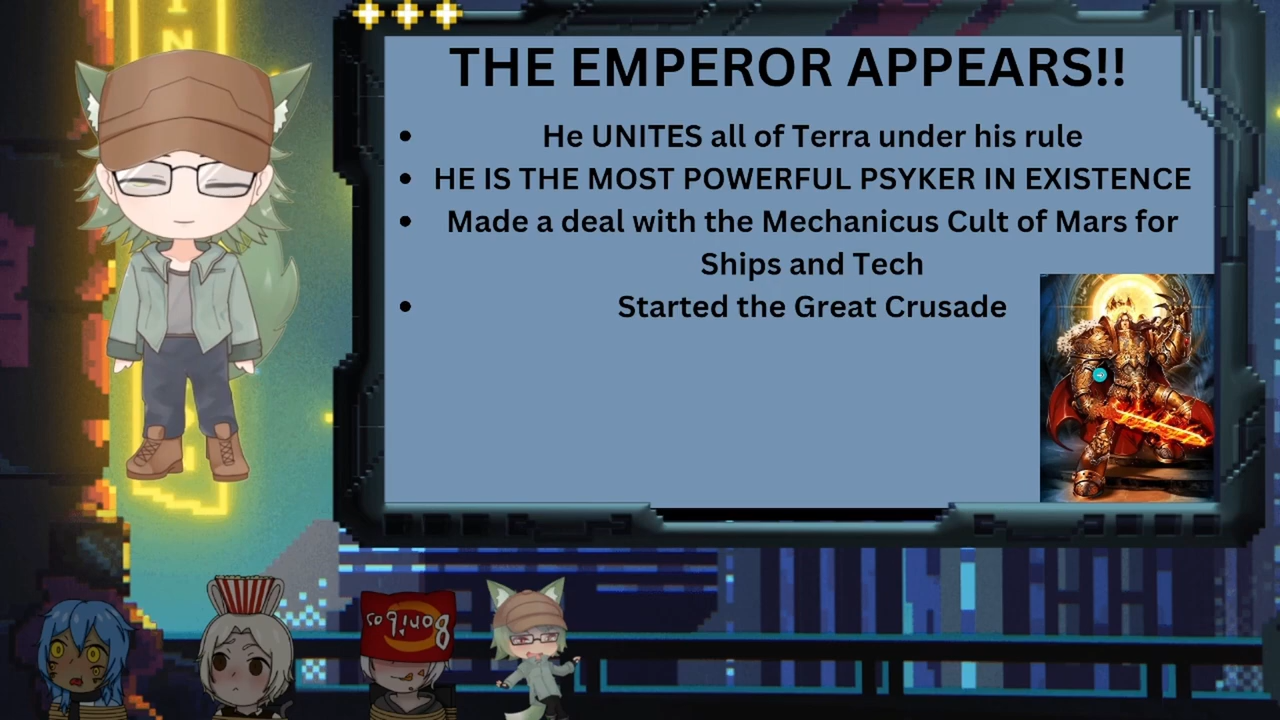 IN
THE EMPEROR APPEARS!!
• He UNITES all of Terra under his rule
• HE IS THE MOST POWERFUL PSYKER IN EXISTENCE
• Made a deal with the Mechanicus Cult of Mars for
Ships and Tech
• Started the Great Crusade